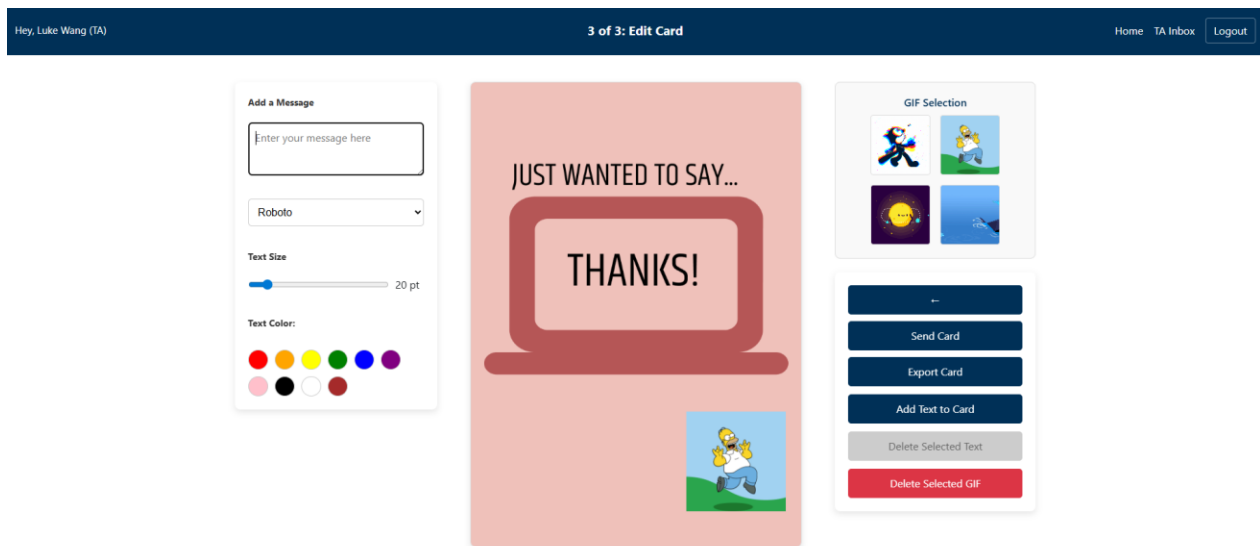 Hey, Luke Wang (TA)
3 of 3: Edit Card
Home TA Inbox Logout
Add a Message
Enter your message here
Roboto
Text Size
20 pt
Text Color:
JUST WANTED TO SAY...
THANKS!
GIF Selection
←
Send Card
Export Card
Add Text to Card
Delete Selected Text
Delete Selected GIF